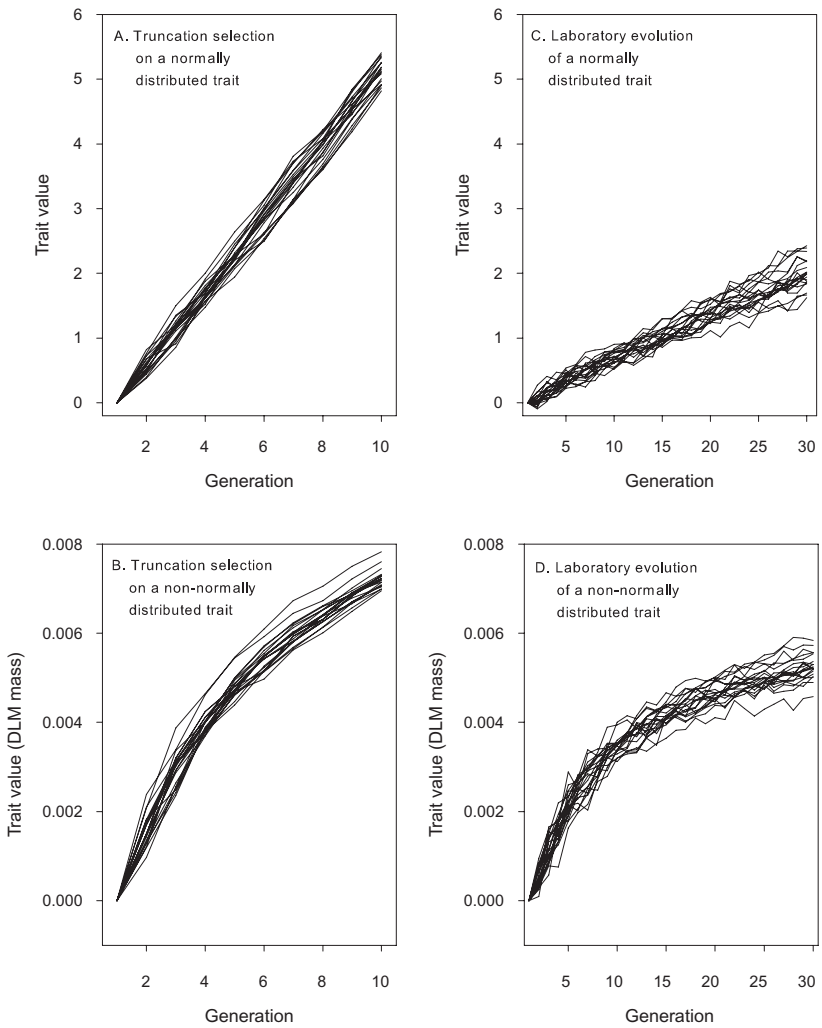 A. Truncation selection
on a normally
distributed trait
6
5
4
3
2
1
0
Trait value
2 4 6 8 10
Generation
C. Laboratory evolution
of a normally
distributed trait
6
5
4
3
2
1
0
Trait value
5 10 15 20 25 30
Generation
B. Truncation selection
on a non-normally
distributed trait
0.008
0.006
0.004
0.002
0.000
Trait value (DLM mass)
2 4 6 8 10
Generation
D. Laboratory evolution
of a non-normally
distributed trait
0.008
0.006
0.004
0.002
0.000
Trait value (DLM mass)
5 10 15 20 25 30
Generation